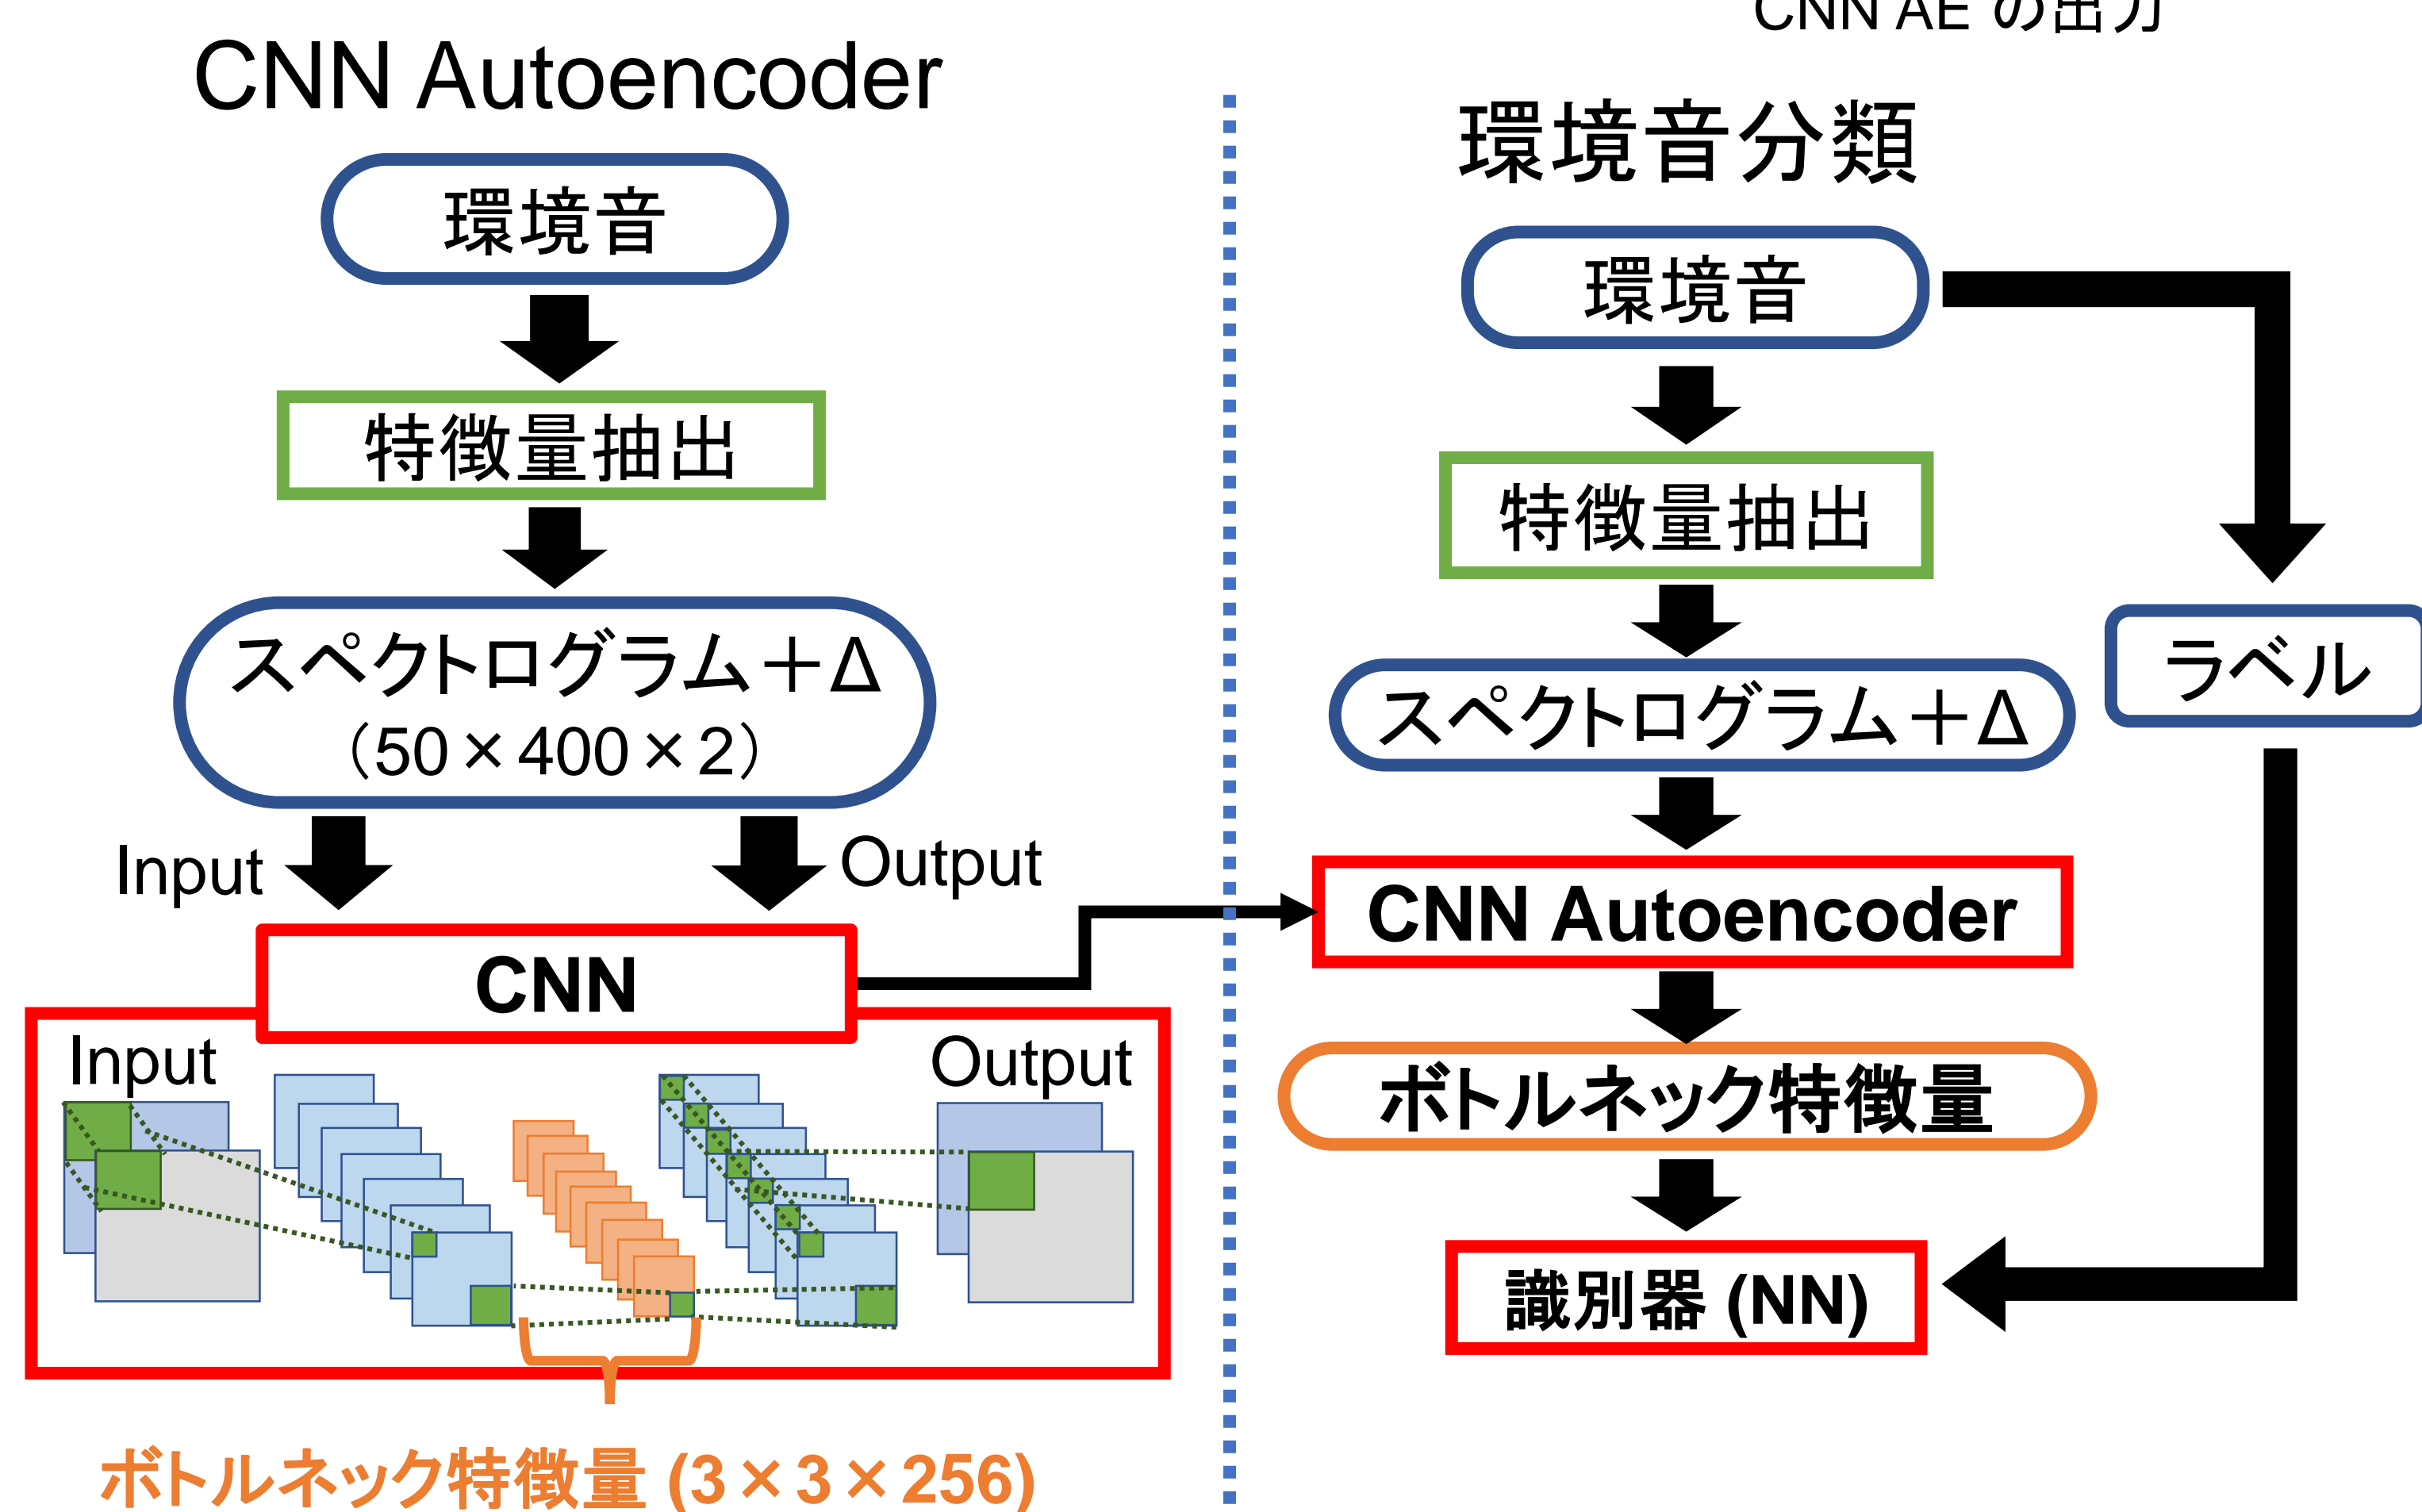 CNN AE の出力
CNN Autoencoder
環境音
特徴量抽出
スペクトログラム＋Δ
（50×400×2）
Input
Output
CNN
Input
Output
ボトルネック特徴量 (3×3×256)
環境音分類
環境音
特徴量抽出
スペクトログラム＋Δ
ラベル
CNN Autoencoder
ボトルネック特徴量
識別器 (NN)